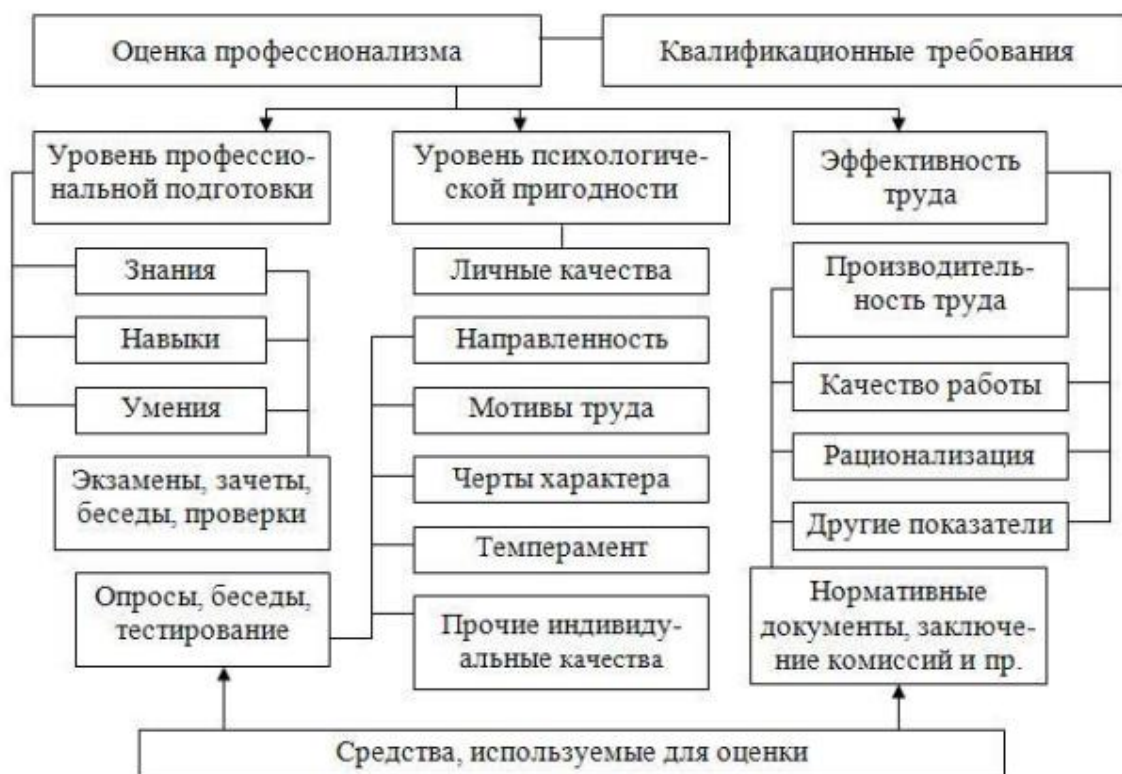 Оценка профессионализма
Квалификационные требования
Уровень профессио-
нальной подготовки
Уровень психологиче-
ской пригодности
Эффективность
труда
Знания
Навыки
Умения
Экзамены, зачеты,
беседы, проверки
Опросы, беседы,
тестирование
Личные качества
Направленность
Мотивы труда
Черты характера
Темперамент
Прочие индивиду-
альные качества
Производитель-
ность труда
Качество работы
Рационализация
Другие показатели
Нормативные
документы, заключе-
ние комиссий и пр.
Средства, используемые для оценки